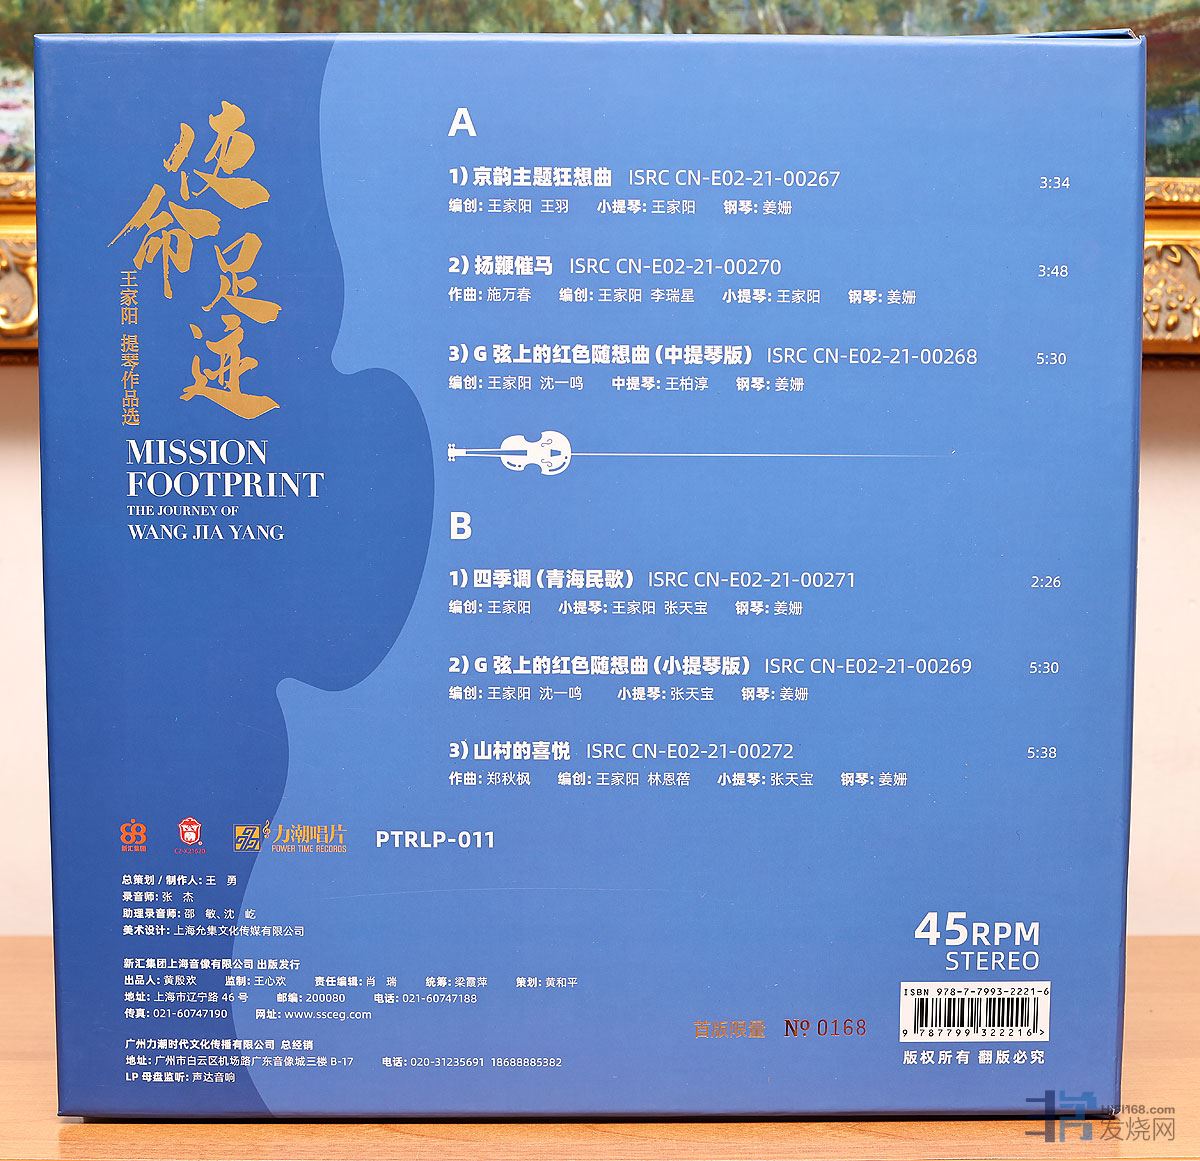 使命足迹
王家阳 提琴作品选
MISSION
FOOTPRINT
THE JOURNEY OF
WANG JIA YANG
A
1) 京韵主题狂想曲 ISRC CN-E02-21-00267 3:34
编创: 王家阳 王羽 小提琴: 王家阳 钢琴: 姜姗
2) 扬鞭催马 ISRC CN-E02-21-00270 3:48
作曲: 施万春 编创: 王家阳 李瑞星 小提琴: 王家阳 钢琴: 姜姗
3) G 弦上的红色随想曲 (中提琴版) ISRC CN-E02-21-00268 5:30
编创: 王家阳 沈一鸣 中提琴: 王柏淳 钢琴: 姜姗
B
1) 四季调 (青海民歌) ISRC CN-E02-21-00271 2:26
编创: 王家阳 小提琴: 王家阳 张天宝 钢琴: 姜姗
2) G 弦上的红色随想曲 (小提琴版) ISRC CN-E02-21-00269 5:30
编创: 王家阳 沈一鸣 小提琴: 张天宝 钢琴: 姜姗
3) 山村的喜悦 ISRC CN-E02-21-00272 5:38
作曲: 郑秋枫 编创: 王家阳 林恩蓓 小提琴: 张天宝 钢琴: 姜姗
新汇集团
力潮唱片
POWER TIME RECORDS
PTRLP-011
总策划 / 制作人: 王 勇
录音师: 张 杰
助理录音师: 邵 敏、沈 屹
美术设计: 上海允集文化传媒有限公司
新汇集团上海音像有限公司 出版发行
出品人: 黄殷欢 监制: 王心欢 责任编辑: 肖 瑞 统筹: 梁霞萍 策划: 黄和平
地址: 上海市辽宁路 46 号 邮编: 200080 电话: 021-60747188
传真: 021-60747190 网址: www.ssceg.com
广州力潮时代文化传播有限公司 总经销
地址: 广州市白云区机场路广东音像城三楼 B-17 电话: 020-31235691 18688885382
LP 母盘监听: 声达音响
45RPM
STEREO
首版限量 № 0168
ISBN 978-7-7993-2221-6
9 787799 322216 >
版权所有 翻版必究
HIFI168.com
发烧网